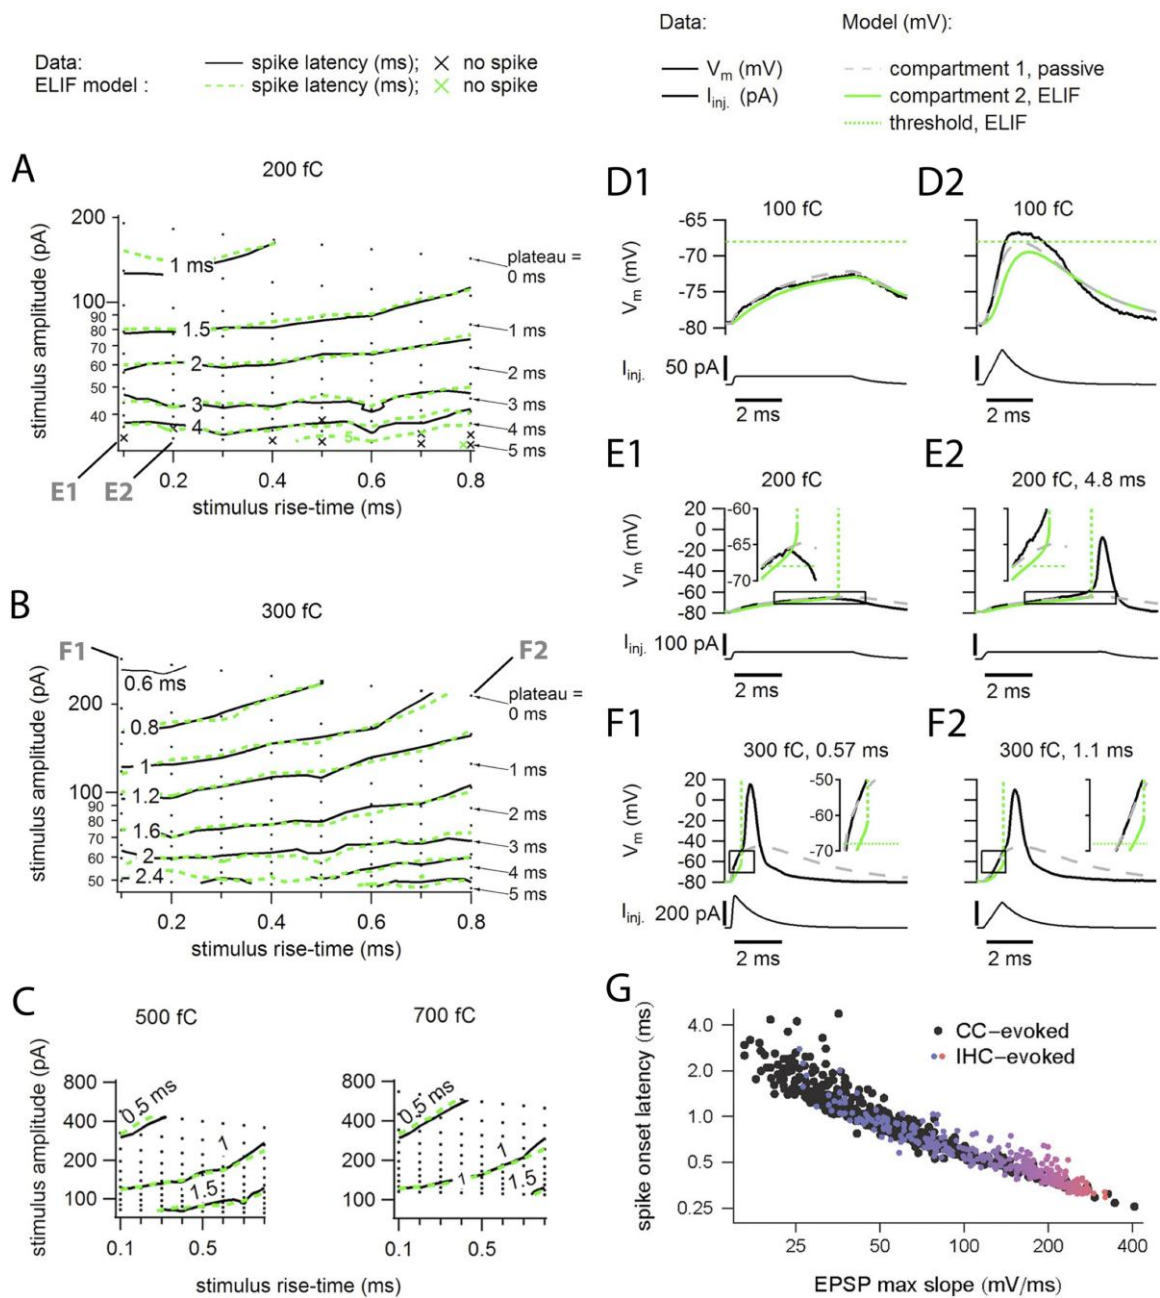 Data:
Model (mV):
Data:
spike latency (ms);
no spike
ELIF model :
spike latency (ms);
no spike
Vm (mV)
Iinj. (pA)
compartment 1, passive
compartment 2, ELIF
threshold, ELIF
A
200 fC
200
100
90
80
70
60
50
40
stimulus amplitude (pA)
1 ms
1.5
2
3
4
5
plateau =
0 ms
1 ms
2 ms
3 ms
4 ms
5 ms
E1
E2
0.2
0.4
0.6
0.8
stimulus rise-time (ms)
B
300 fC
F1
F2
200
100
90
80
70
60
50
stimulus amplitude (pA)
0.6 ms
0.8
1
1.2
1.6
2
2.4
plateau =
0 ms
1 ms
2 ms
3 ms
4 ms
5 ms
0.2
0.4
0.6
0.8
stimulus rise-time (ms)
C
500 fC
700 fC
800
400
200
100
stimulus amplitude (pA)
0.5 ms
1
1.5
0.1
0.5
800
400
200
100
0.5 ms
1
1
1.5
0.1
0.5
stimulus rise-time (ms)
D1
100 fC
-65
-70
-75
-80
Vm (mV)
Iinj. 50 pA
2 ms
D2
100 fC
2 ms
E1
200 fC
20
0
-20
-40
-60
-80
Vm (mV)
-60
-65
-70
Iinj. 100 pA
2 ms
E2
200 fC, 4.8 ms
20
0
-20
-40
-60
-80
2 ms
F1
300 fC, 0.57 ms
20
0
-20
-40
-60
-80
Vm (mV)
-50
-60
-70
Iinj. 200 pA
2 ms
F2
300 fC, 1.1 ms
2 ms
G
CC−evoked
IHC−evoked
4.0
2.0
1.0
0.5
0.25
spike onset latency (ms)
25
50
100
200
400
EPSP max slope (mV/ms)